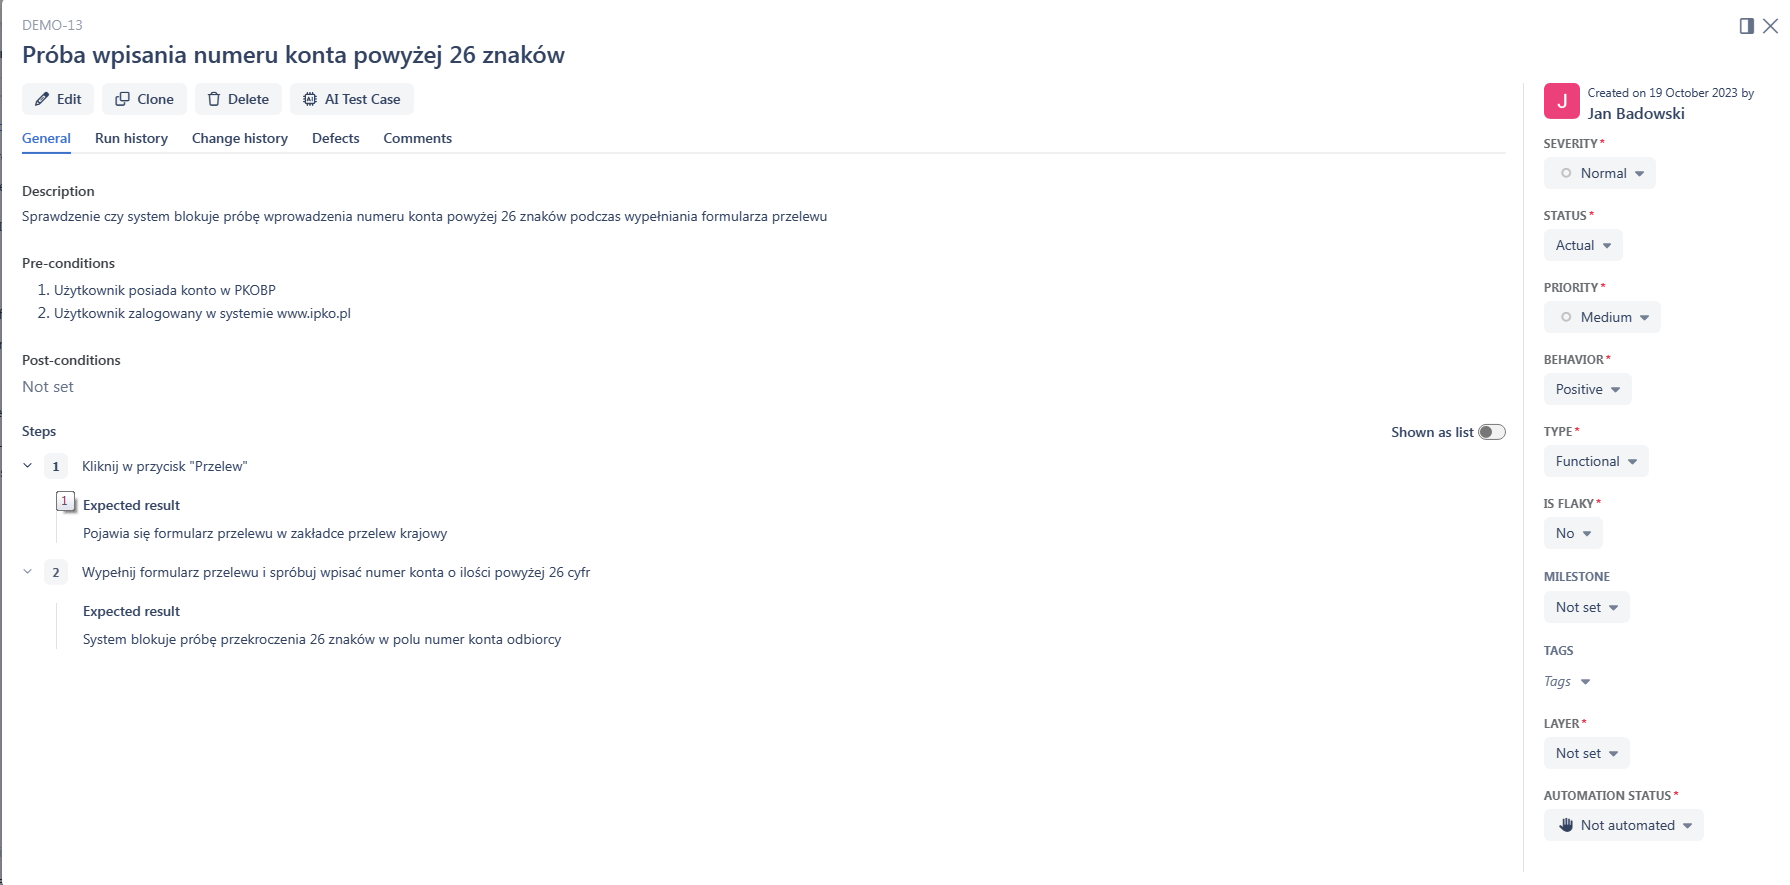 DEMO-13
Próba wpisania numeru konta powyżej 26 znaków
Edit
Clone
Delete
AI Test Case
General
Run history
Change history
Defects
Comments
Description
Sprawdzenie czy system blokuje próbę wprowadzenia numeru konta powyżej 26 znaków podczas wypełniania formularza przelewu
Pre-conditions
1. Użytkownik posiada konto w PKOBP
2. Użytkownik zalogowany w systemie www.ipko.pl
Post-conditions
Not set
Steps
Shown as list
1 Kliknij w przycisk "Przelew"
1
Expected result
Pojawia się formularz przelewu w zakładce przelew krajowy
2 Wypełnij formularz przelewu i spróbuj wpisać numer konta o ilości powyżej 26 cyfr
Expected result
System blokuje próbę przekroczenia 26 znaków w polu numer konta odbiorcy
J
Created on 19 October 2023 by
Jan Badowski
SEVERITY*
Normal
STATUS*
Actual
PRIORITY*
Medium
BEHAVIOR*
Positive
TYPE*
Functional
IS FLAKY*
No
MILESTONE
Not set
TAGS
Tags
LAYER*
Not set
AUTOMATION STATUS*
Not automated